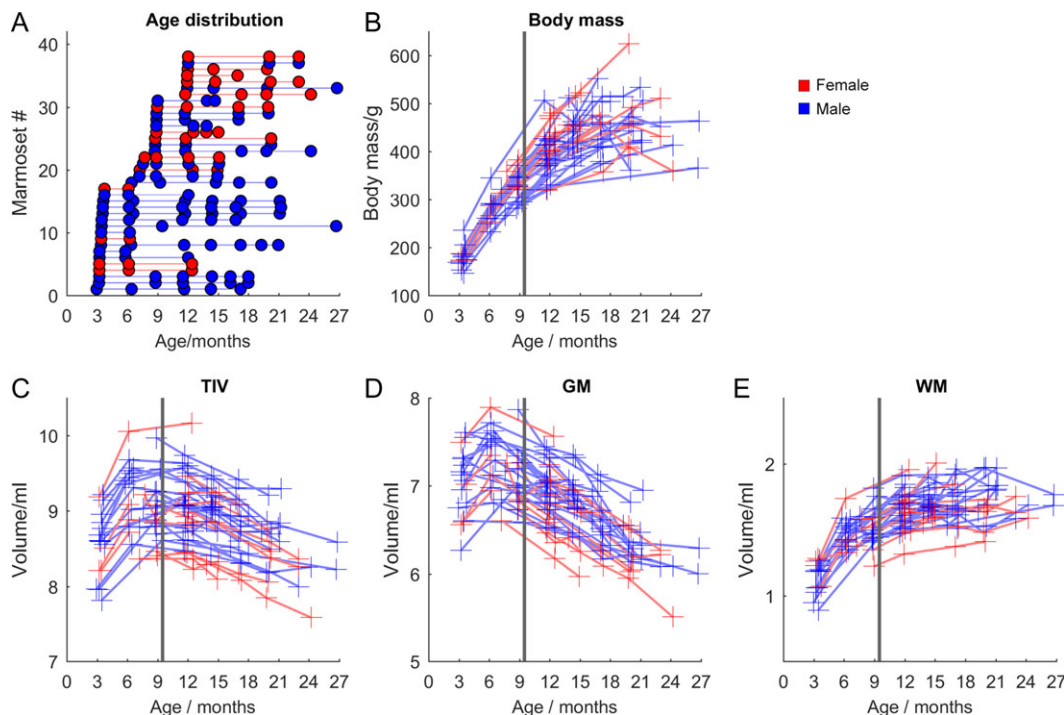 A
Age distribution
40
30
20
10
0
Marmoset #
0 3 6 9 12 15 18 21 24 27
Age/months
B
Body mass
600
500
400
300
200
100
Body mass/g
0 3 6 9 12 15 18 21 24 27
Age / months
Female
Male
C
TIV
10
9
8
7
Volume/ml
0 3 6 9 12 15 18 21 24 27
Age / months
D
GM
8
7
6
5
Volume/ml
0 3 6 9 12 15 18 21 24 27
Age / months
E
WM
2
1
Volume/ml
0 3 6 9 12 15 18 21 24 27
Age / months